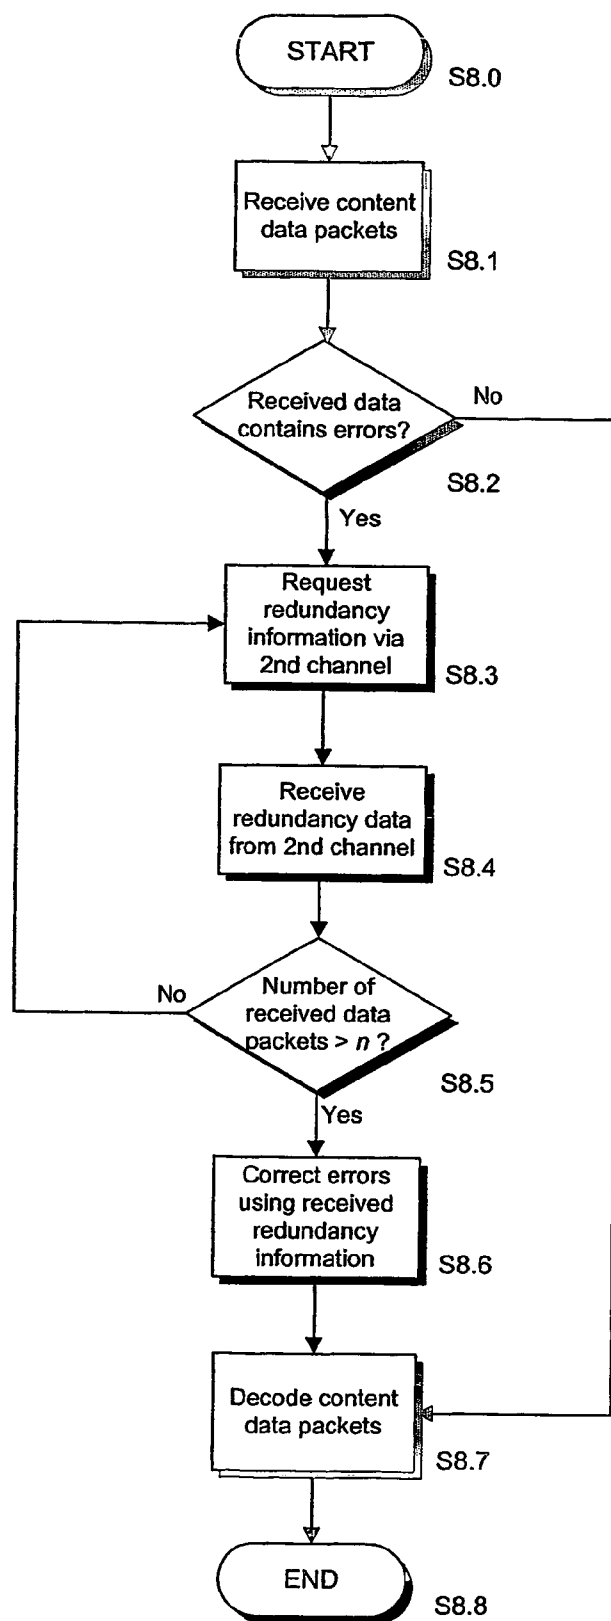 START
S8.0
Receive content
data packets
S8.1
Received data
contains errors?
No
S8.2
Yes
Request
redundancy
information via
2nd channel
S8.3
Receive
redundancy data
from 2nd channel
S8.4
No
Number of
received data
packets > n ?
S8.5
Yes
Correct errors
using received
redundancy
information
S8.6
Decode content
data packets
S8.7
END
S8.8